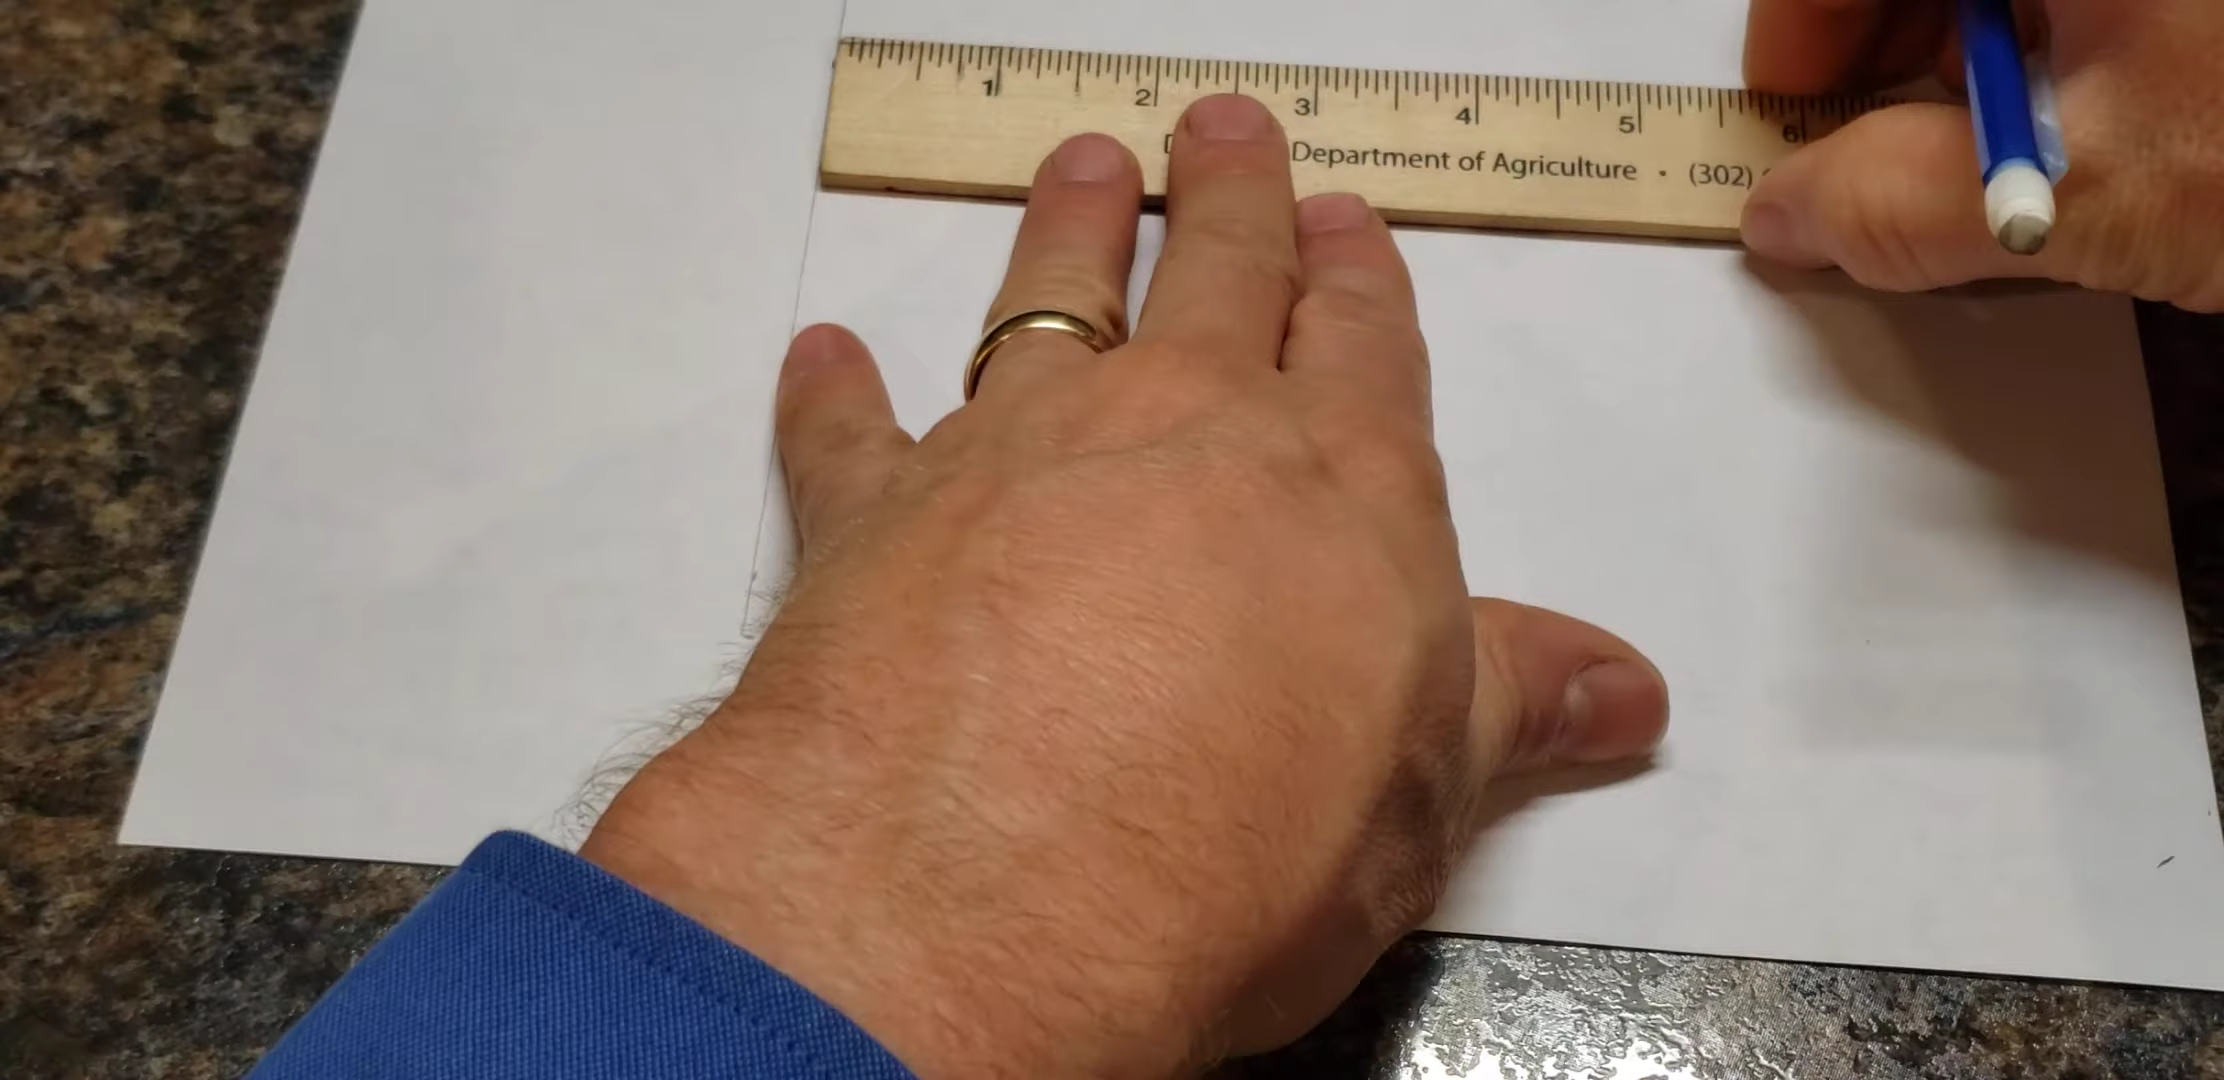 1 2 3 4 5 6
Department of Agriculture • (302)